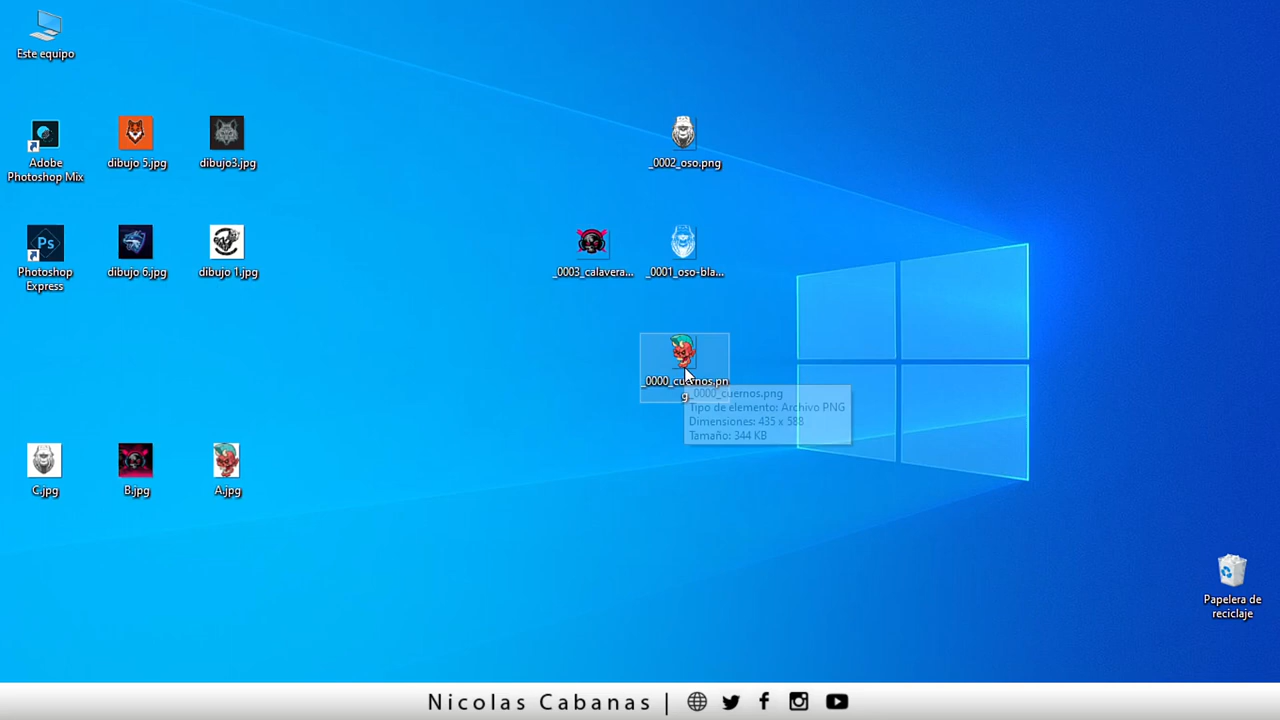 Este equipo
Adobe
Photoshop Mix
dibujo 5.jpg
dibujo3.jpg
_0002_oso.png
Ps
Photoshop
Express
dibujo 6.jpg
dibujo 1.jpg
_0003_calavera...
_0001_oso-bla...
_0000_cuernos.pn
g
_0000_cuernos.png
Tipo de elemento: Archivo PNG
Dimensiones: 435 x 588
Tamaño: 344 KB
C.jpg
B.jpg
A.jpg
Papelera de
reciclaje
Nicolas Cabanas |